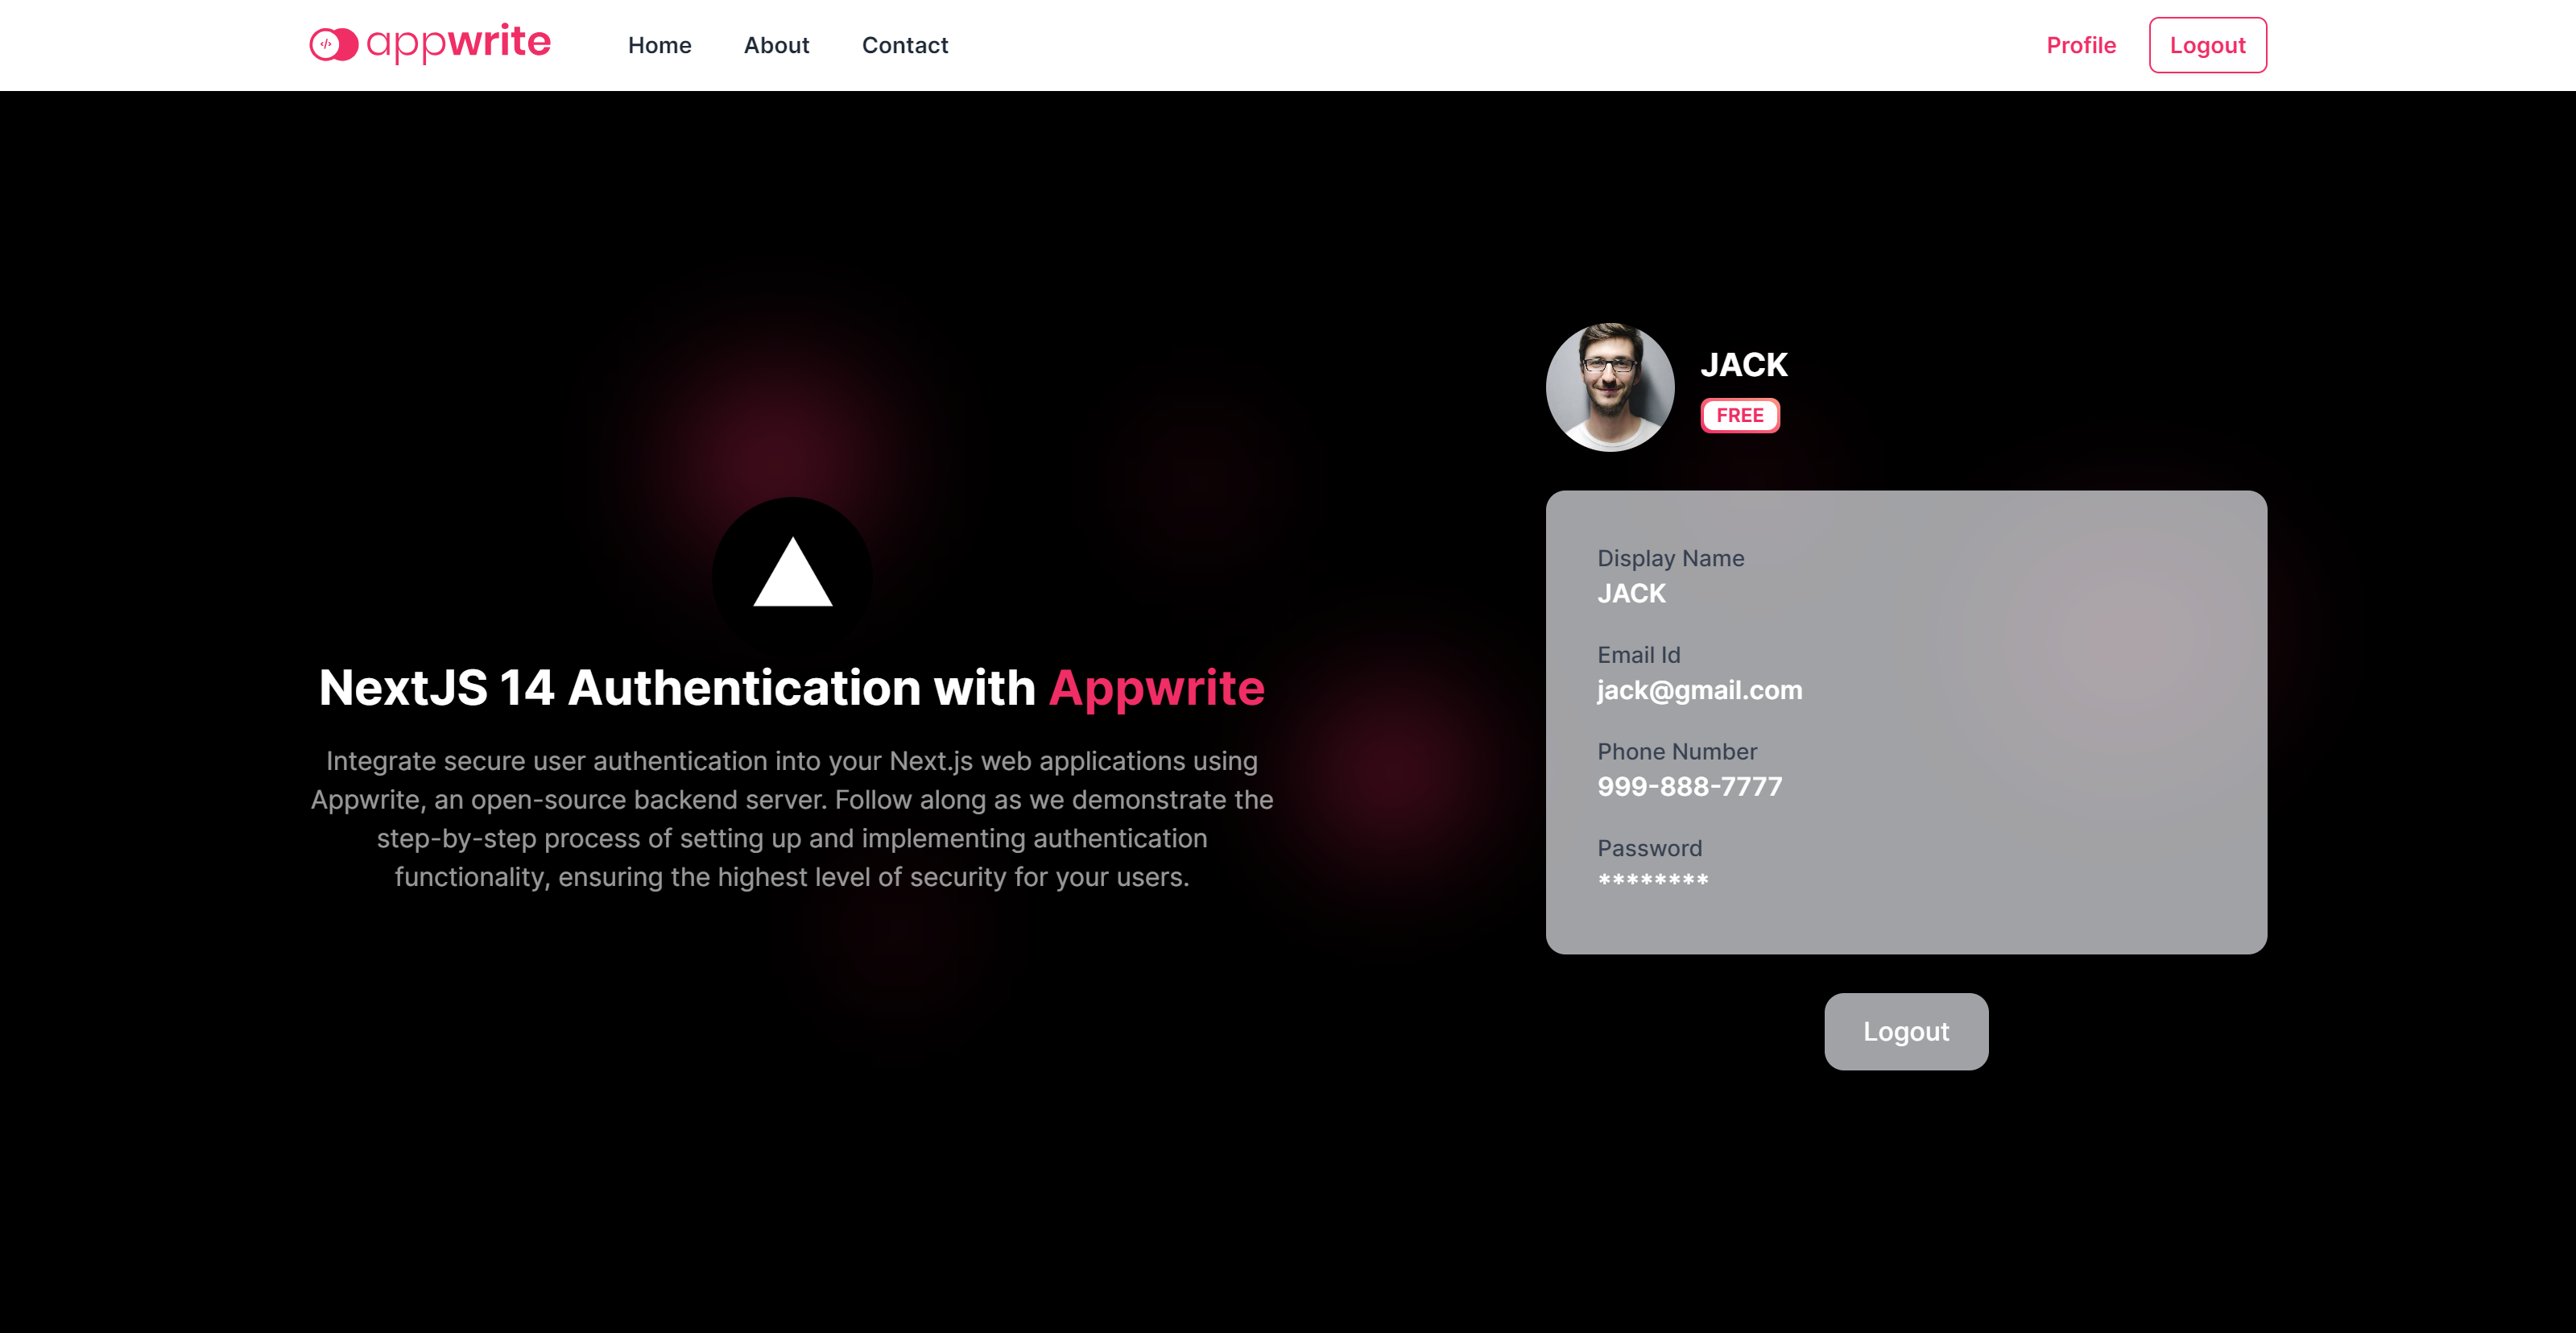 appwrite
Home
About
Contact
Profile
Logout
JACK
FREE
NextJS 14 Authentication with Appwrite
Integrate secure user authentication into your Next.js web applications using
Appwrite, an open-source backend server. Follow along as we demonstrate the
step-by-step process of setting up and implementing authentication
functionality, ensuring the highest level of security for your users.
Display Name
JACK
Email Id
jack@gmail.com
Phone Number
999-888-7777
Password
********
Logout